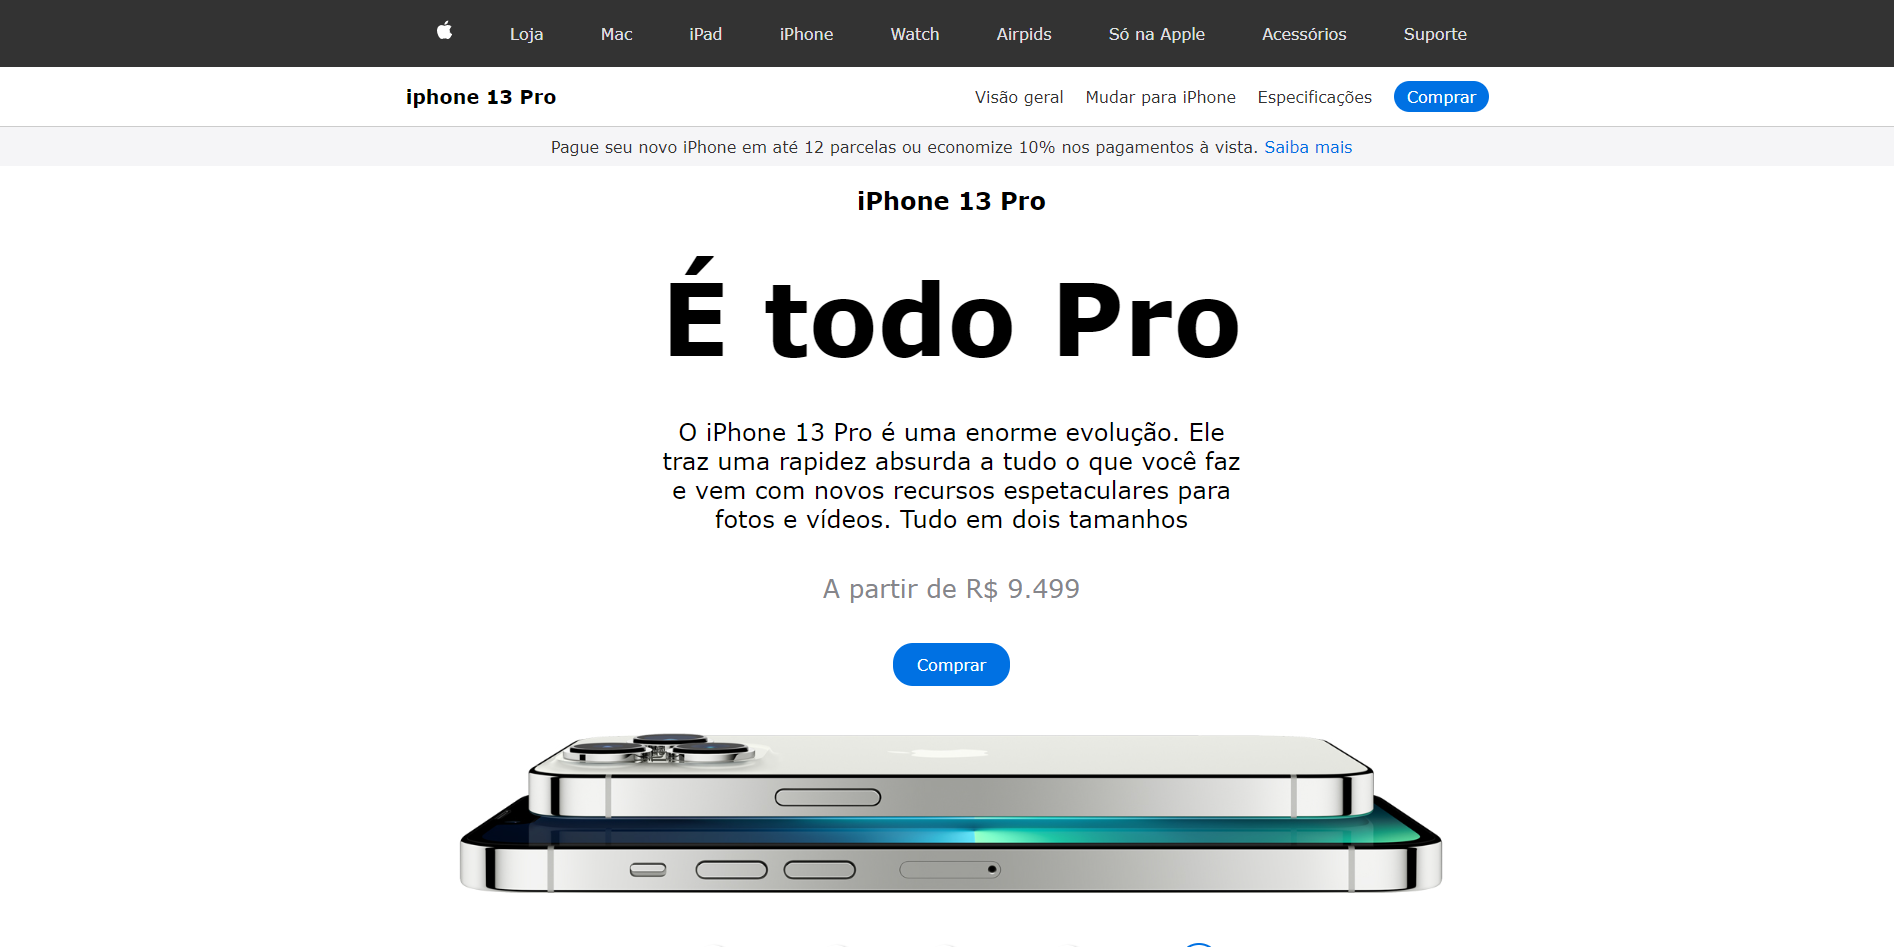 Loja Mac iPad iPhone Watch Airpids Só na Apple Acessórios Suporte
iphone 13 Pro Visão geral Mudar para iPhone Especificações Comprar
Pague seu novo iPhone em até 12 parcelas ou economize 10% nos pagamentos à vista. Saiba mais
iPhone 13 Pro
É todo Pro
O iPhone 13 Pro é uma enorme evolução. Ele
traz uma rapidez absurda a tudo o que você faz
e vem com novos recursos espetaculares para
fotos e vídeos. Tudo em dois tamanhos
A partir de R$ 9.499
Comprar